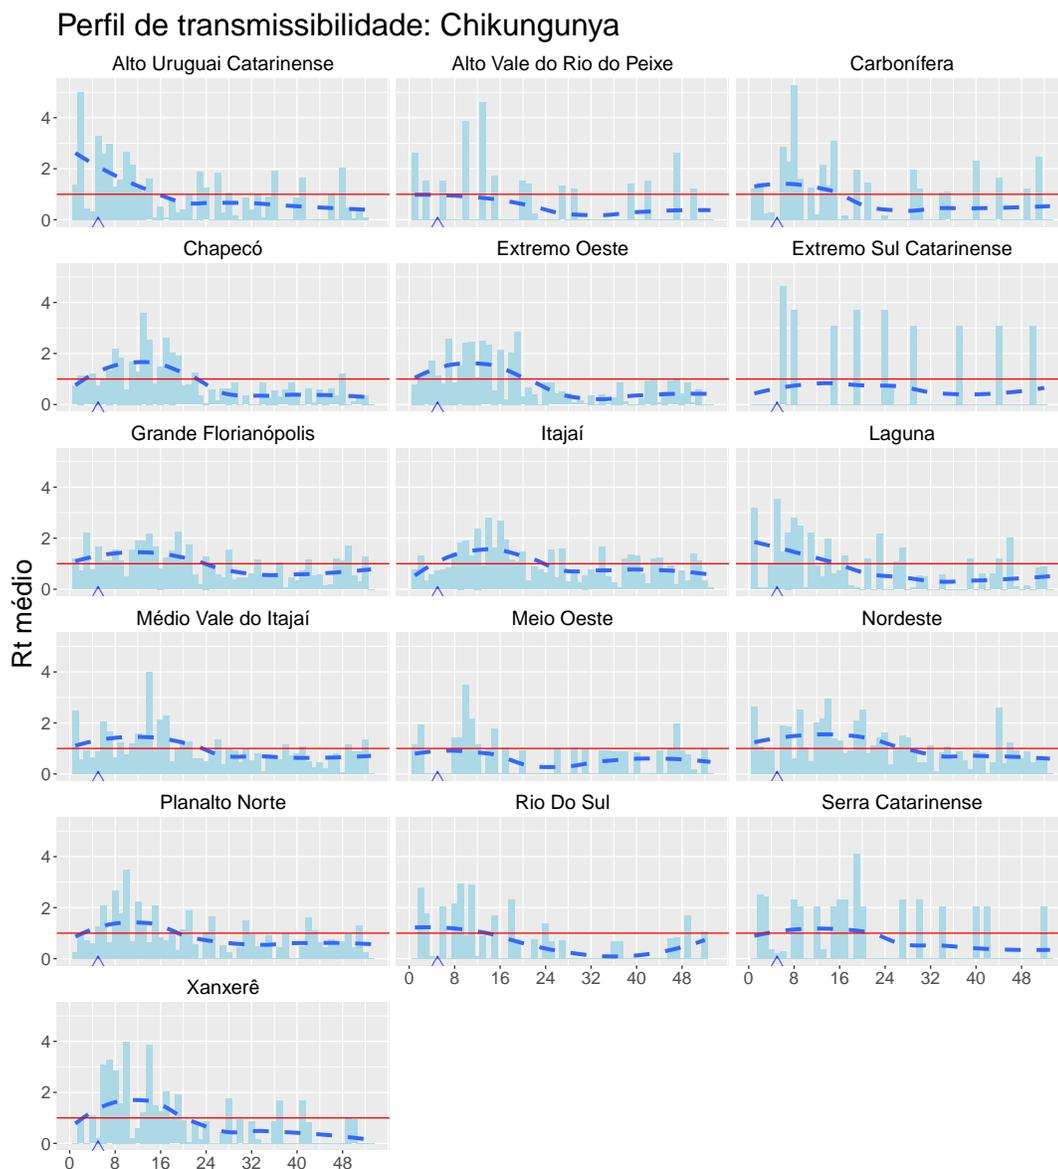 Perfil de transmissibilidade: Chikungunya
Alto Uruguai Catarinense
Alto Vale do Rio do Peixe
Carbonífera
4
2
0
Chapecó
Extremo Oeste
Extremo Sul Catarinense
4
2
0
Grande Florianópolis
Itajaí
Laguna
4
2
0
Rt médio
Médio Vale do Itajaí
Meio Oeste
Nordeste
4
2
0
Planalto Norte
Rio Do Sul
Serra Catarinense
4
2
0
0 8 16 24 32 40 48
0 8 16 24 32 40 48
Xanxerê
4
2
0
0 8 16 24 32 40 48